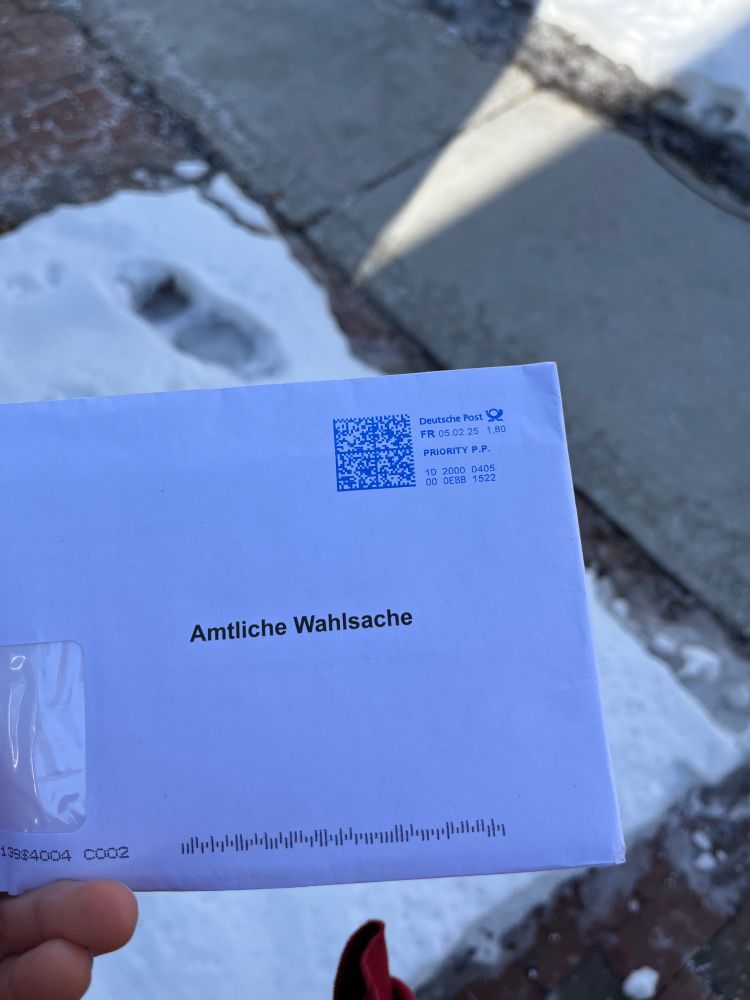 Deutsche Post
FR 05.02.25 1,80
PRIORITY P.P.
1D 2000 0405
00 0EBB 1522
Amtliche Wahlsache
C002